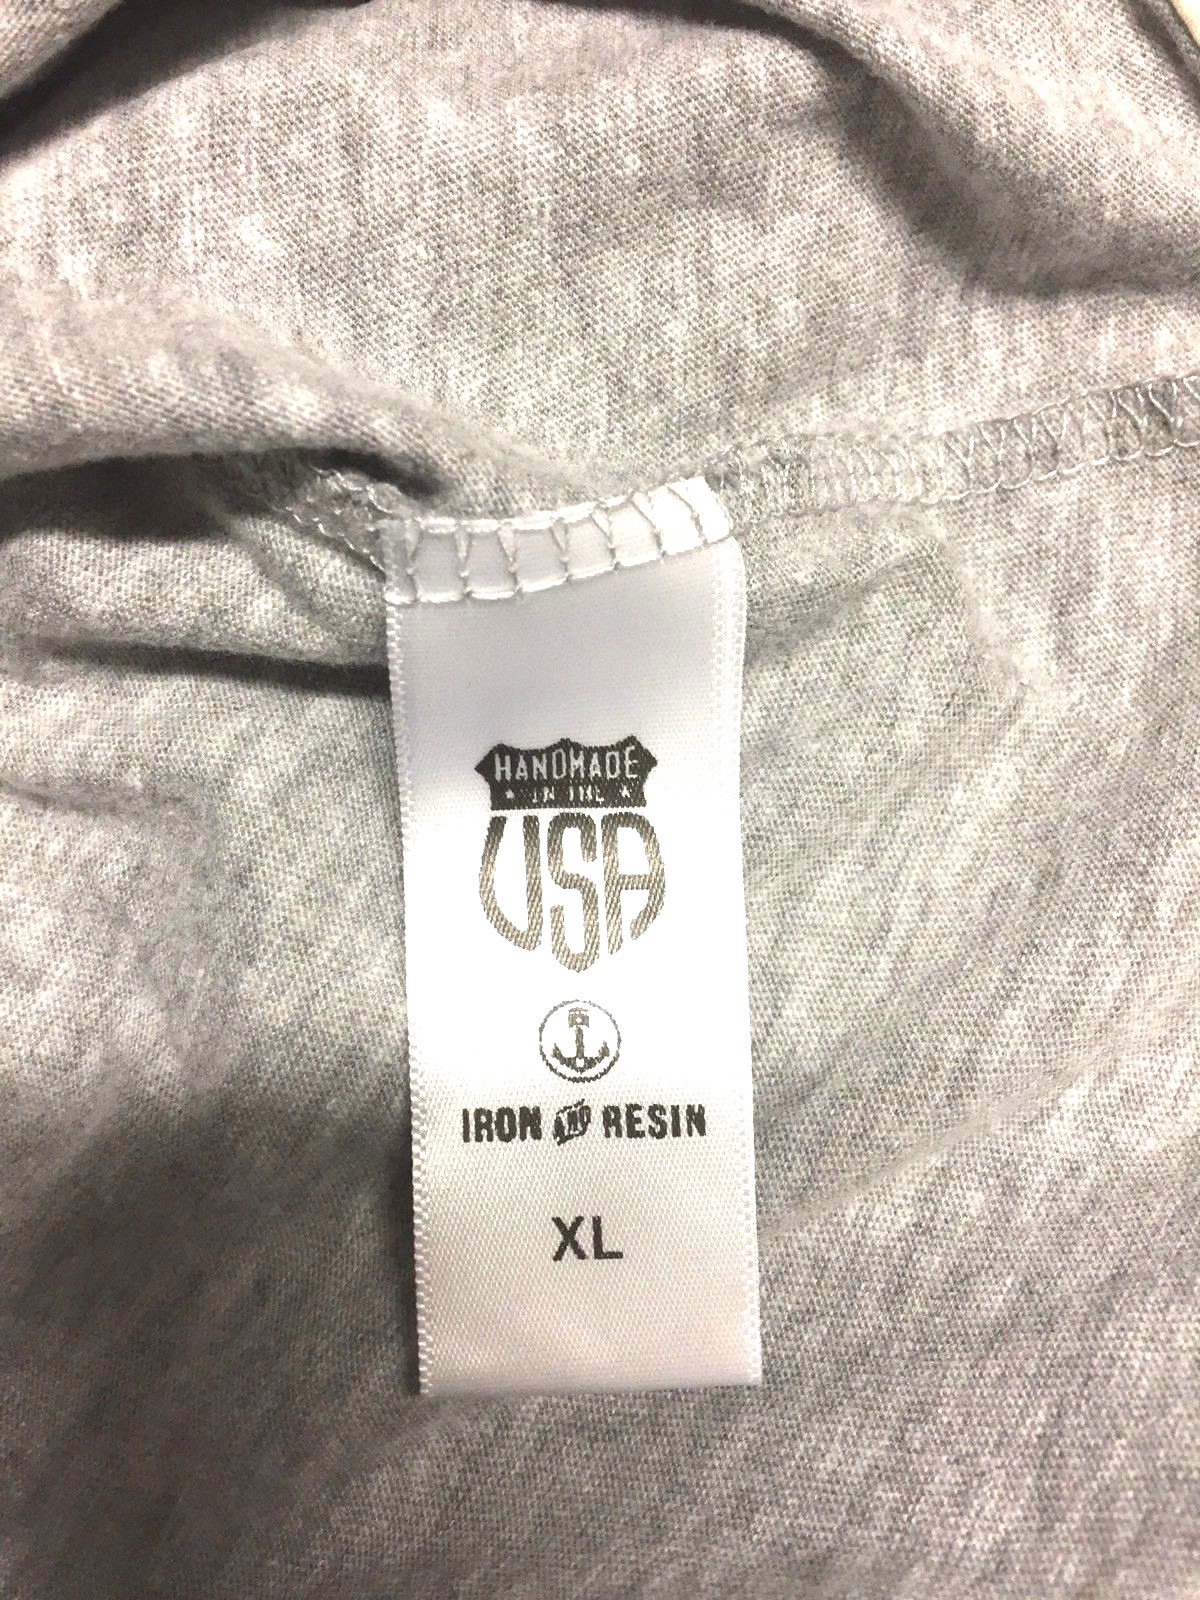 HANDMADE
IN THE
USA
IRON AND RESIN
XL